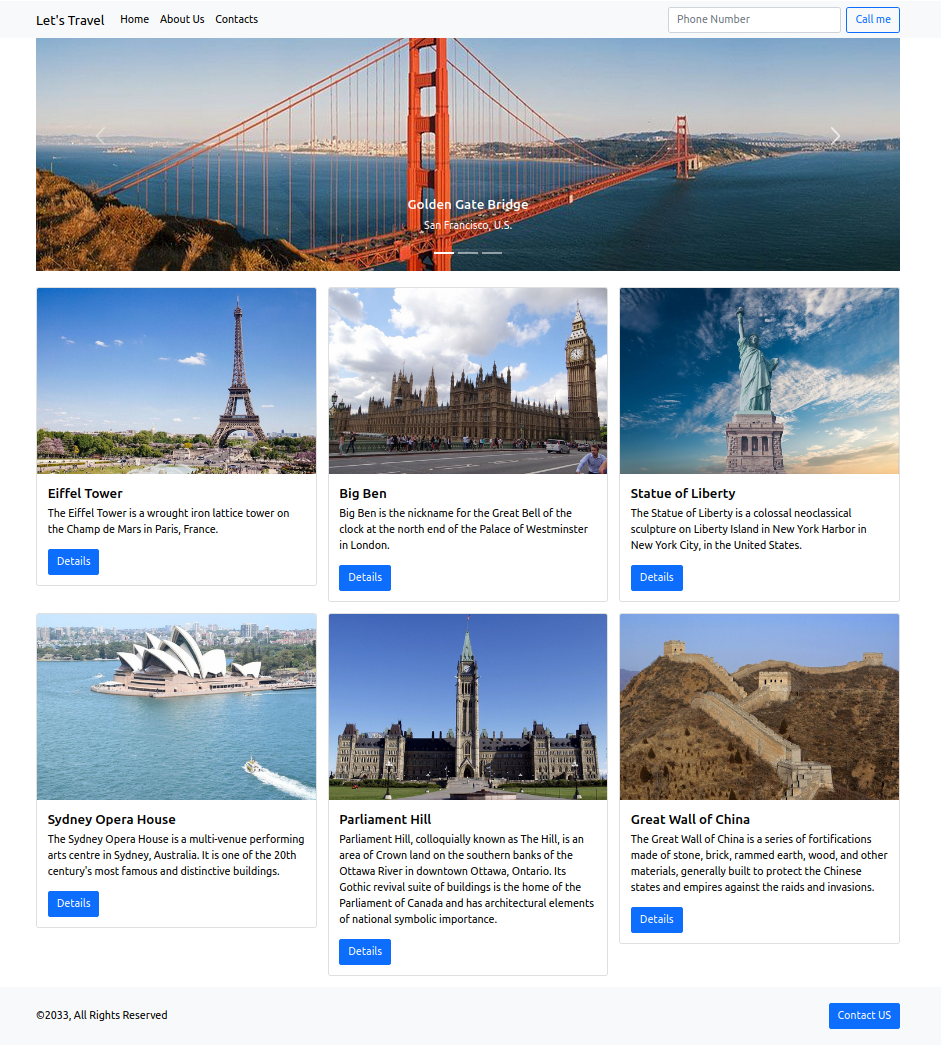 Let's Travel Home About Us Contacts Phone Number Call me
Golden Gate Bridge
San Francisco, U.S.
Eiffel Tower
The Eiffel Tower is a wrought iron lattice tower on
the Champ de Mars in Paris, France.
Details
Big Ben
Big Ben is the nickname for the Great Bell of the
clock at the north end of the Palace of Westminster
in London.
Details
Statue of Liberty
The Statue of Liberty is a colossal neoclassical
sculpture on Liberty Island in New York Harbor in
New York City, in the United States.
Details
Sydney Opera House
The Sydney Opera House is a multi-venue performing
arts centre in Sydney, Australia. It is one of the 20th
century's most famous and distinctive buildings.
Details
Parliament Hill
Parliament Hill, colloquially known as The Hill, is an
area of Crown land on the southern banks of the
Ottawa River in downtown Ottawa, Ontario. Its
Gothic revival suite of buildings is the home of the
Parliament of Canada and has architectural elements
of national symbolic importance.
Details
Great Wall of China
The Great Wall of China is a series of fortifications
made of stone, brick, rammed earth, wood, and other
materials, generally built to protect the Chinese
states and empires against the raids and invasions.
Details
©2033, All Rights Reserved Contact US